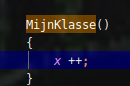 MijnKlasse()
{
x ++;
}